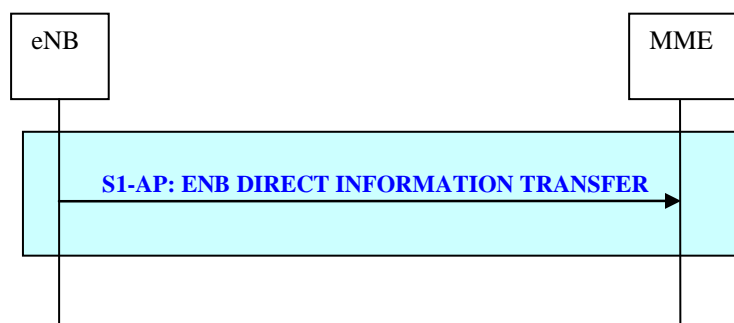 eNB
MME
S1-AP: ENB DIRECT INFORMATION TRANSFER